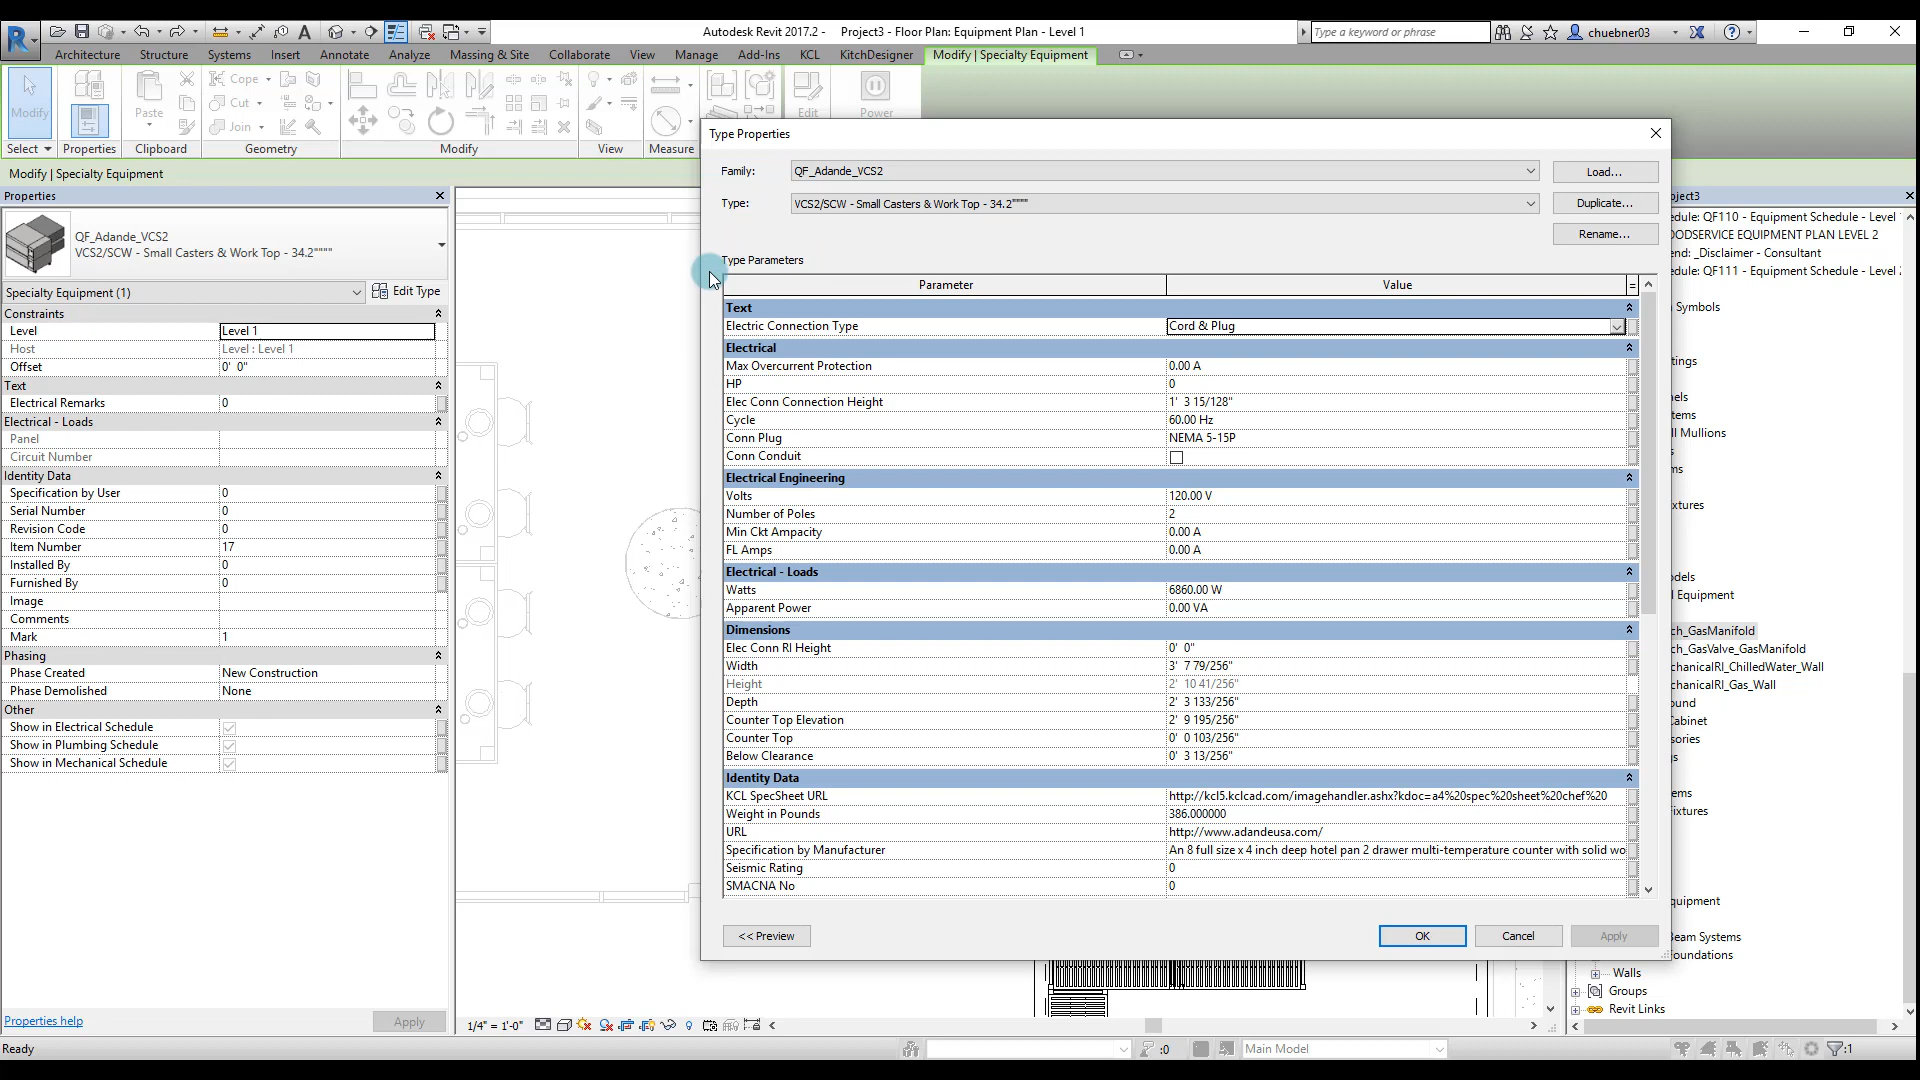 Autodesk Revit 2017.2 - Project3 - Floor Plan: Equipment Plan - Level 1
Type a keyword or phrase
chuebner03
Architecture Structure Systems Insert Annotate Analyze Massing & Site Collaborate View Manage Add-Ins KCL KitchDesigner Modify | Specialty Equipment
Modify Paste Cope Cut Join Edit Power
Select Properties Clipboard Geometry Modify View Measure
Modify | Specialty Equipment
Properties
QF_Adande_VCS2
VCS2/SCW - Small Casters & Work Top - 34.2""""
Specialty Equipment (1) Edit Type
Constraints
Level Level 1
Host Level : Level 1
Offset 0' 0"
Text
Electrical Remarks 0
Electrical - Loads
Panel
Circuit Number
Identity Data
Specification by User 0
Serial Number 0
Revision Code 0
Item Number 17
Installed By 0
Furnished By 0
Image
Comments
Mark 1
Phasing
Phase Created New Construction
Phase Demolished None
Other
Show in Electrical Schedule
Show in Plumbing Schedule
Show in Mechanical Schedule
Properties help Apply
Type Properties
Family: QF_Adande_VCS2 Load...
Type: VCS2/SCW - Small Casters & Work Top - 34.2"""" Duplicate...
Rename...
Type Parameters
Parameter Value =
Text
Electric Connection Type Cord & Plug
Electrical
Max Overcurrent Protection 0.00 A
HP 0
Elec Conn Connection Height 1' 3 15/128"
Cycle 60.00 Hz
Conn Plug NEMA 5-15P
Conn Conduit
Electrical Engineering
Volts 120.00 V
Number of Poles 2
Min Ckt Ampacity 0.00 A
FL Amps 0.00 A
Electrical - Loads
Watts 6860.00 W
Apparent Power 0.00 VA
Dimensions
Elec Conn RI Height 0' 0"
Width 3' 7 79/256"
Height 2' 10 41/256"
Depth 2' 3 133/256"
Counter Top Elevation 2' 9 195/256"
Counter Top 0' 0 103/256"
Below Clearance 0' 3 13/256"
Identity Data
KCL SpecSheet URL http://kcl5.kclcad.com/imagehandler.ashx?kdoc=a4%20spec%20sheet%20chef%20
Weight in Pounds 386.000000
URL http://www.adandeusa.com/
Specification by Manufacturer An 8 full size x 4 inch deep hotel pan 2 drawer multi-temperature counter with solid wo
Seismic Rating 0
SMACNA No 0
<< Preview OK Cancel Apply
oject3
edule: QF110 - Equipment Schedule - Level
OODSERVICE EQUIPMENT PLAN LEVEL 2
end: _Disclaimer - Consultant
edule: QF111 - Equipment Schedule - Level
n Symbols
tings
nels
tems
l Mullions
s
ms
xtures
odels
l Equipment
ch_GasManifold
ch_GasValve_GasManifold
chanicalRI_ChilledWater_Wall
chanicalRI_Gas_Wall
ound
Cabinet
sories
gs
ems
ixtures
quipment
Beam Systems
oundations
Walls
Groups
Revit Links
1/4" = 1'-0"
Ready
:0
Main Model
:1